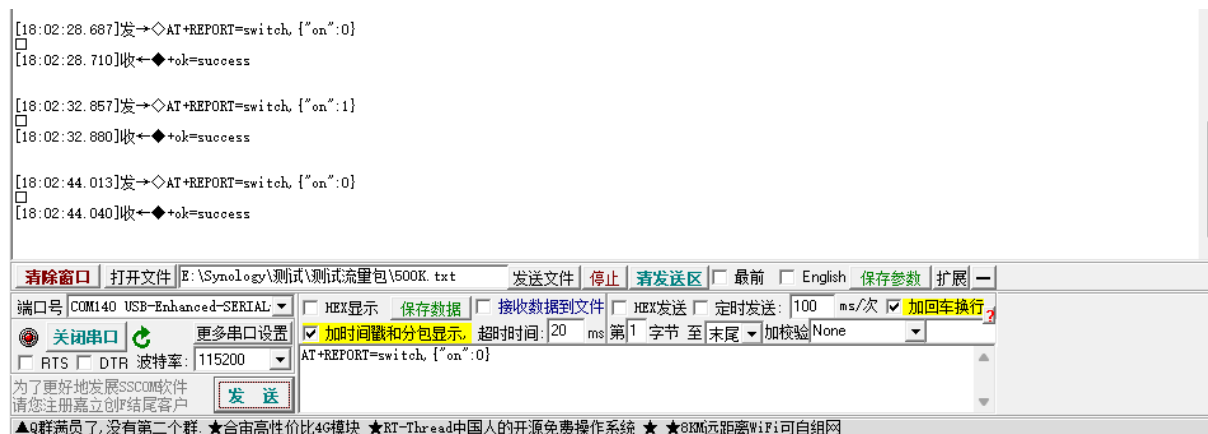 [18:02:28.687]发→◇AT+REPORT=switch,{"on":0}
□
[18:02:28.710]收←◆+ok=success
[18:02:32.857]发→◇AT+REPORT=switch,{"on":1}
□
[18:02:32.880]收←◆+ok=success
[18:02:44.013]发→◇AT+REPORT=switch,{"on":0}
□
[18:02:44.040]收←◆+ok=success
清除窗口 打开文件 E:\Synology\测试\测试流量包\500K.txt 发送文件 停止 清发送区 最前 English 保存参数 扩展 —
端口号 COM140 USB-Enhanced-SERIAL HEX显示 保存数据 接收数据到文件 HEX发送 定时发送: 100 ms/次 加回车换行
关闭串口 更多串口设置 加时间戳和分包显示, 超时时间: 20 ms 第1 字节 至 末尾 加校验 None ?
RTS DTR 波特率: 115200 AT+REPORT=switch,{"on":0}
为了更好地发展SSCOM软件
请您注册嘉立创F结尾客户 发 送
▲Q群满员了,没有第二个群. ★合宙高性价比4G模块 ★RT-Thread中国人的开源免费操作系统 ★ ★8KM远距离WiFi可自组网